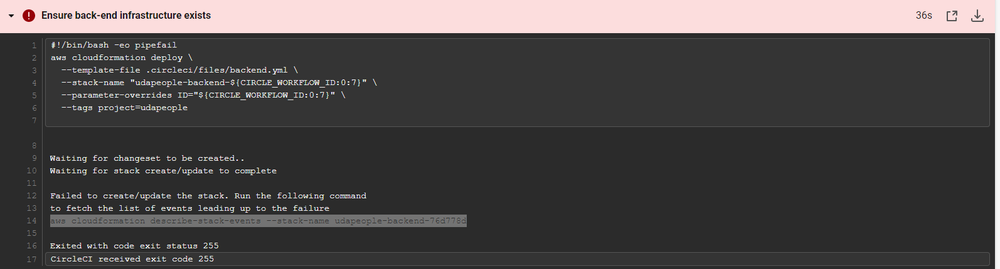 Ensure back-end infrastructure exists 36s
1 #!/bin/bash -eo pipefail
2 aws cloudformation deploy \
3   --template-file .circleci/files/backend.yml \
4   --stack-name "udapeople-backend-${CIRCLE_WORKFLOW_ID:0:7}" \
5   --parameter-overrides ID="${CIRCLE_WORKFLOW_ID:0:7}" \
6   --tags project=udapeople
7
8
9 Waiting for changeset to be created..
10 Waiting for stack create/update to complete
11
12 Failed to create/update the stack. Run the following command
13 to fetch the list of events leading up to the failure
14 aws cloudformation describe-stack-events --stack-name udapeople-backend-76d778d
15
16 Exited with code exit status 255
17 CircleCI received exit code 255